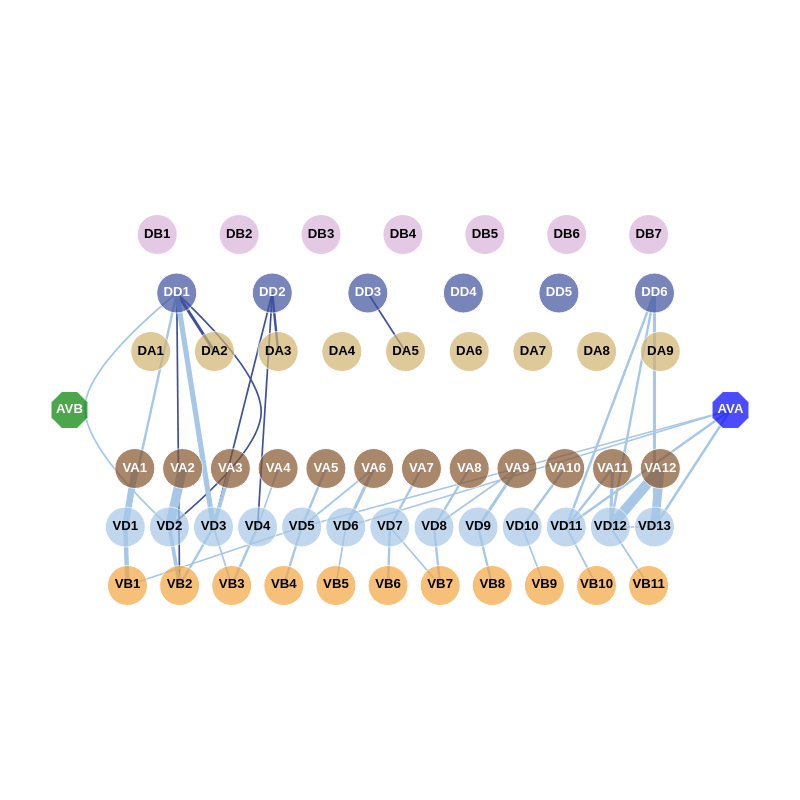 DB1 DB2 DB3 DB4 DB5 DB6 DB7
DD1 DD2 DD3 DD4 DD5 DD6
DA1 DA2 DA3 DA4 DA5 DA6 DA7 DA8 DA9
AVB AVA
VA1 VA2 VA3 VA4 VA5 VA6 VA7 VA8 VA9 VA10 VA11 VA12
VD1 VD2 VD3 VD4 VD5 VD6 VD7 VD8 VD9 VD10 VD11 VD12 VD13
VB1 VB2 VB3 VB4 VB5 VB6 VB7 VB8 VB9 VB10 VB11